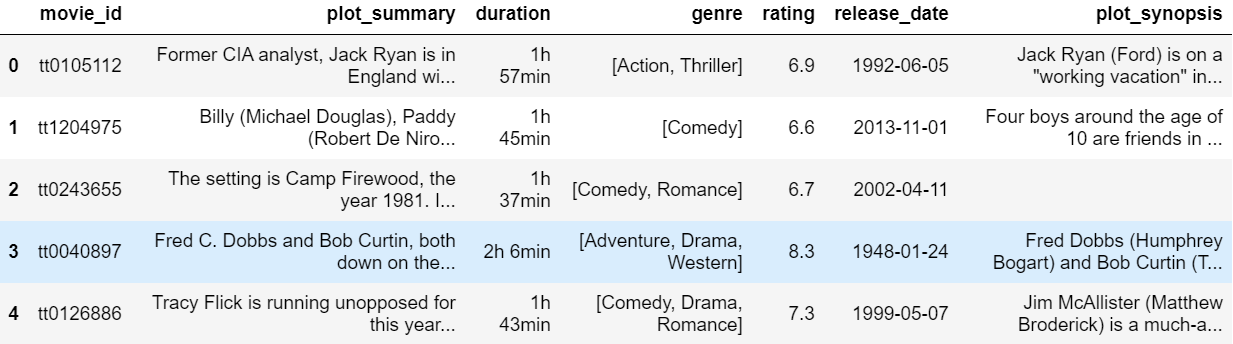 movie_id plot_summary duration genre rating release_date plot_synopsis
0 tt0105112 Former CIA analyst, Jack Ryan is in England wi... 1h 57min [Action, Thriller] 6.9 1992-06-05 Jack Ryan (Ford) is on a "working vacation" in...
1 tt1204975 Billy (Michael Douglas), Paddy (Robert De Niro... 1h 45min [Comedy] 6.6 2013-11-01 Four boys around the age of 10 are friends in ...
2 tt0243655 The setting is Camp Firewood, the year 1981. I... 1h 37min [Comedy, Romance] 6.7 2002-04-11
3 tt0040897 Fred C. Dobbs and Bob Curtin, both down on the... 2h 6min [Adventure, Drama, Western] 8.3 1948-01-24 Fred Dobbs (Humphrey Bogart) and Bob Curtin (T...
4 tt0126886 Tracy Flick is running unopposed for this year... 1h 43min [Comedy, Drama, Romance] 7.3 1999-05-07 Jim McAllister (Matthew Broderick) is a much-a...